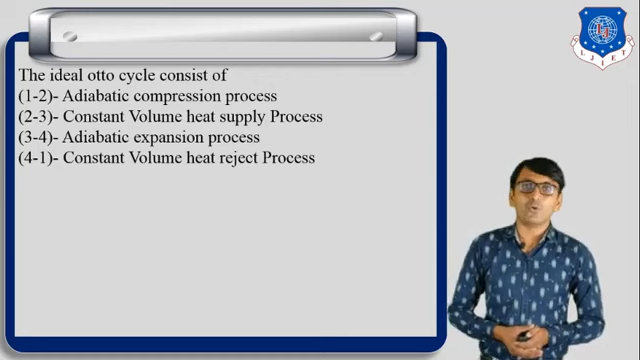 The ideal otto cycle consist of
(1-2)- Adiabatic compression process
(2-3)- Constant Volume heat supply Process
(3-4)- Adiabatic expansion process
(4-1)- Constant Volume heat reject Process
LJIET